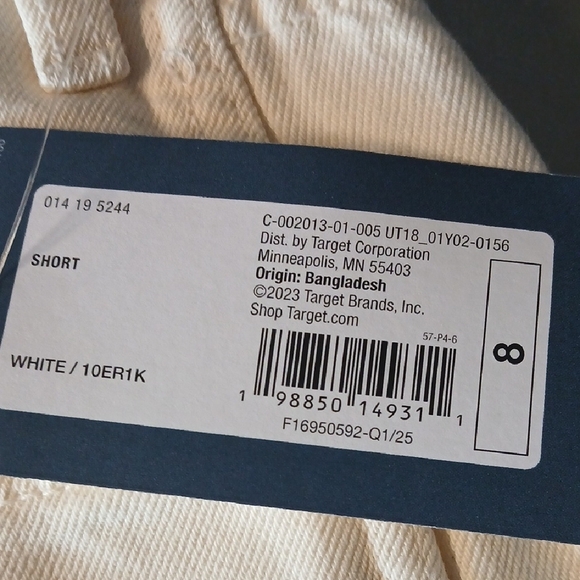 014 19 5244
SHORT
WHITE / 10ER1K
C-002013-01-005 UT18_01Y02-0156
Dist. by Target Corporation
Minneapolis, MN 55403
Origin: Bangladesh
©2023 Target Brands, Inc.
Shop Target.com
57-P4-6
1 98850 14931 1
F16950592-Q1/25
8